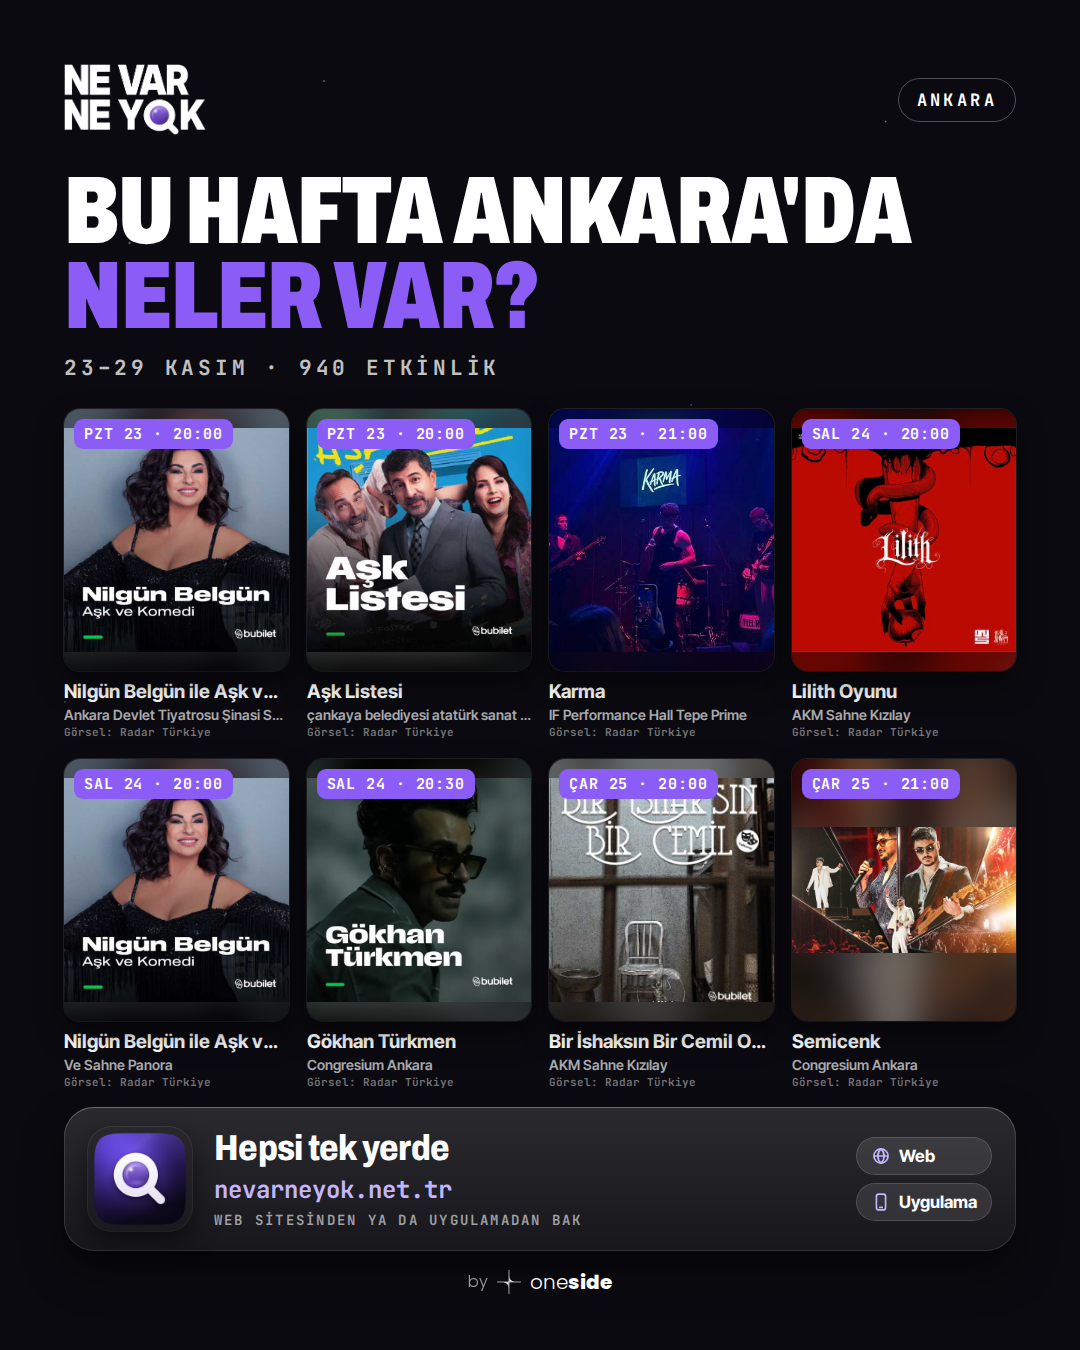 NE VAR
NE YOK
ANKARA
BU HAFTA ANKARA'DA
NELER VAR?
23–29 KASIM · 940 ETKİNLİK
PZT 23 · 20:00
Nilgün Belgün
Aşk ve Komedi
bubilet
Nilgün Belgün ile Aşk v...
Ankara Devlet Tiyatrosu Şinasi S...
Görsel: Radar Türkiye
PZT 23 · 20:00
Aşk
Listesi
bubilet
Aşk Listesi
çankaya belediyesi atatürk sanat ...
Görsel: Radar Türkiye
PZT 23 · 21:00
KARMA
Karma
IF Performance Hall Tepe Prime
Görsel: Radar Türkiye
SAL 24 · 20:00
Lilith
Lilith Oyunu
AKM Sahne Kızılay
Görsel: Radar Türkiye
SAL 24 · 20:00
Nilgün Belgün
Aşk ve Komedi
bubilet
Nilgün Belgün ile Aşk v...
Ve Sahne Panora
Görsel: Radar Türkiye
SAL 24 · 20:30
Gökhan
Türkmen
bubilet
Gökhan Türkmen
Congresium Ankara
Görsel: Radar Türkiye
ÇAR 25 · 20:00
BİR İSHAKSIN
BİR CEMİL
bubilet
Bir İshaksın Bir Cemil O...
AKM Sahne Kızılay
Görsel: Radar Türkiye
ÇAR 25 · 21:00
Semicenk
Congresium Ankara
Görsel: Radar Türkiye
Hepsi tek yerde
nevarneyok.net.tr
WEB SİTESİNDEN YA DA UYGULAMADAN BAK
Web
Uygulama
by oneside